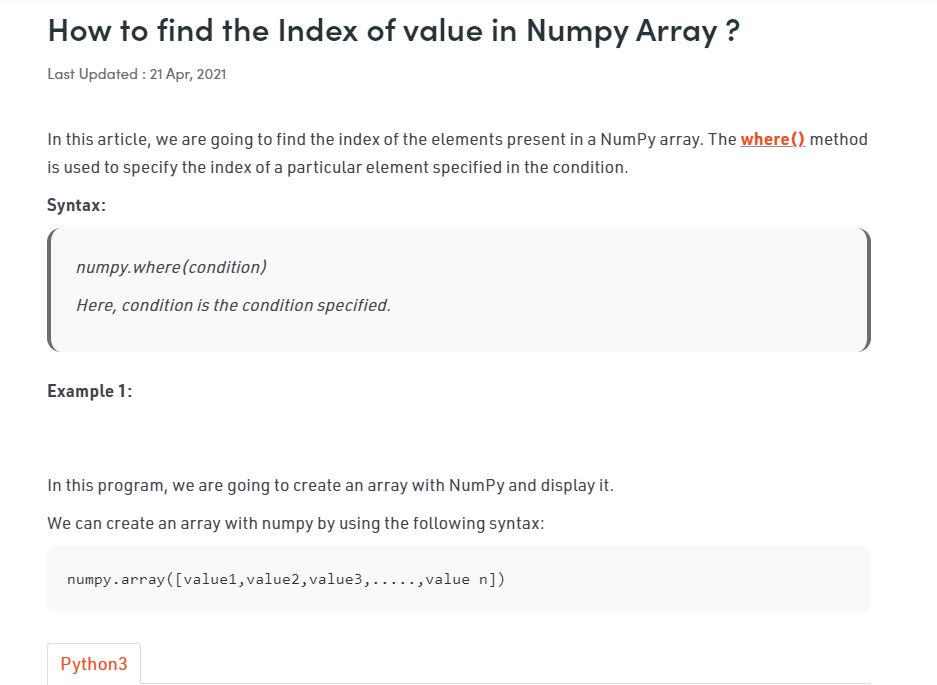 How to find the Index of value in Numpy Array ?
Last Updated : 21 Apr, 2021
In this article, we are going to find the index of the elements present in a NumPy array. The where() method
is used to specify the index of a particular element specified in the condition.
Syntax:
numpy.where(condition)
Here, condition is the condition specified.
Example 1:
In this program, we are going to create an array with NumPy and display it.
We can create an array with numpy by using the following syntax:
numpy.array([value1,value2,value3,.....,value n])
Python3